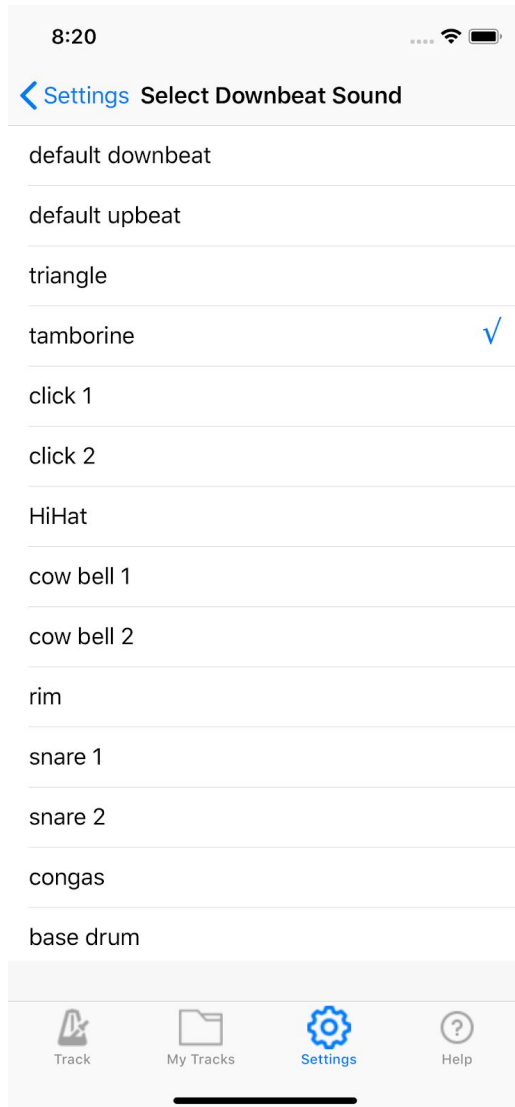 8:20
Settings Select Downbeat Sound
default downbeat
default upbeat
triangle
tamborine √
click 1
click 2
HiHat
cow bell 1
cow bell 2
rim
snare 1
snare 2
congas
base drum
Track My Tracks Settings Help